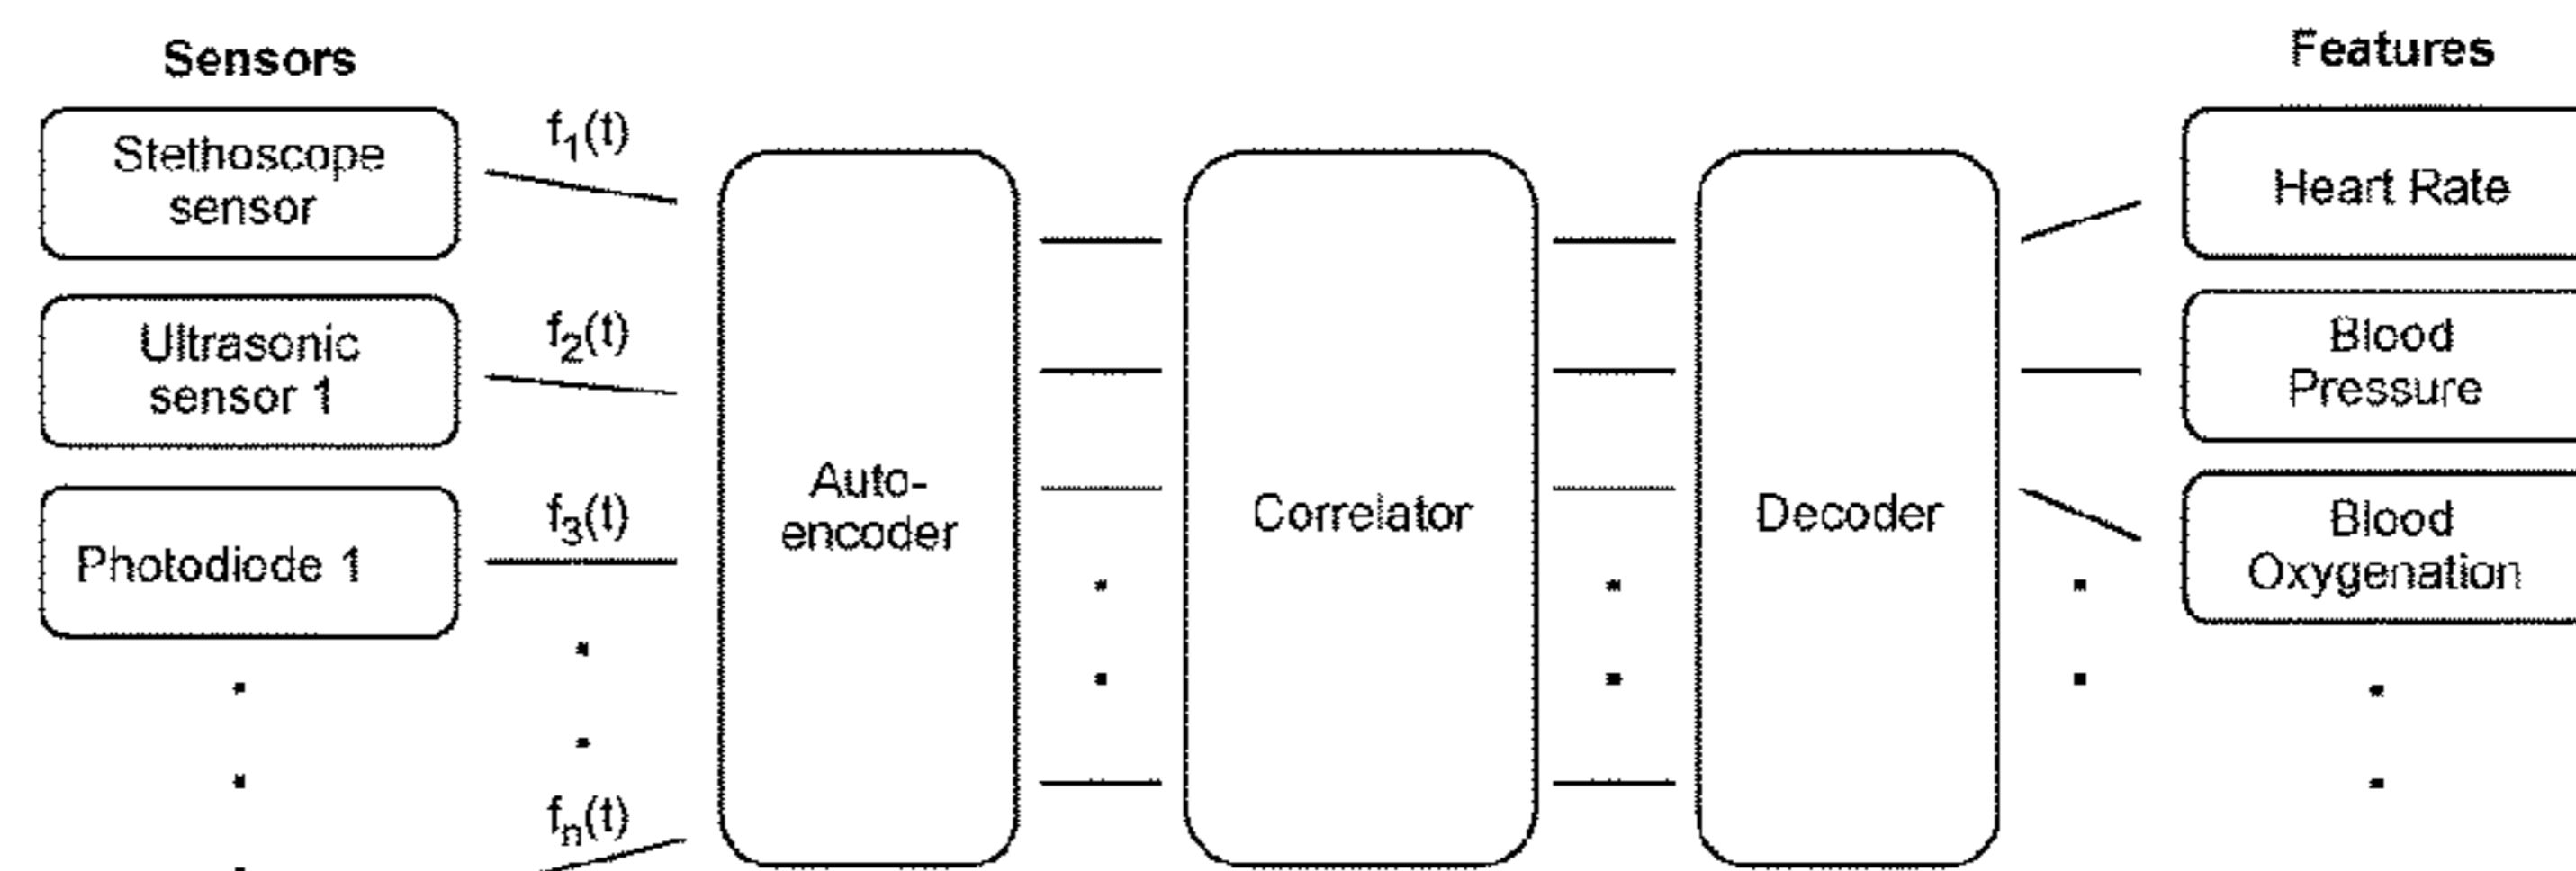 Sensors
Stethoscope
sensor
f1(t)
Ultrasonic
sensor 1
f2(t)
Photodiode 1
f3(t)
fn(t)
Auto-
encoder
Correlator
Decoder
Features
Heart Rate
Blood
Pressure
Blood
Oxygenation